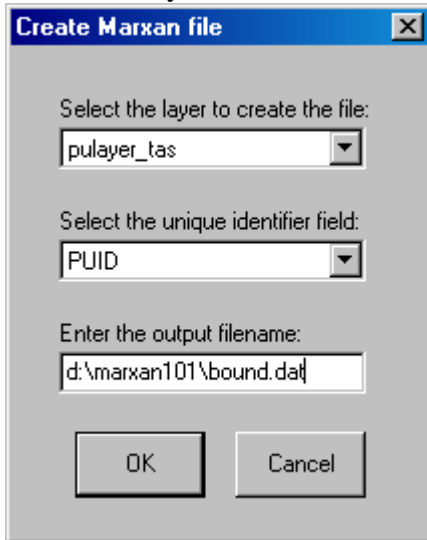 Create Marxan file
Select the layer to create the file:
pulayer_tas
Select the unique identifier field:
PUID
Enter the output filename:
d:\marxan101\bound.dat
OK
Cancel